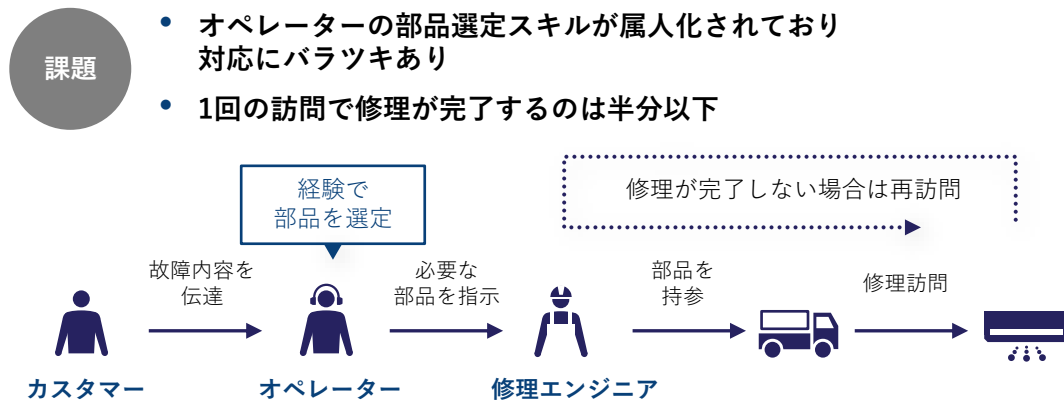 課題
• オペレーターの部品選定スキルが属人化されており
対応にバラツキあり
• 1回の訪問で修理が完了するのは半分以下
経験で
部品を選定
修理が完了しない場合は再訪問
故障内容を
伝達
必要な
部品を指示
部品を
持参
修理訪問
カスタマー
オペレーター
修理エンジニア